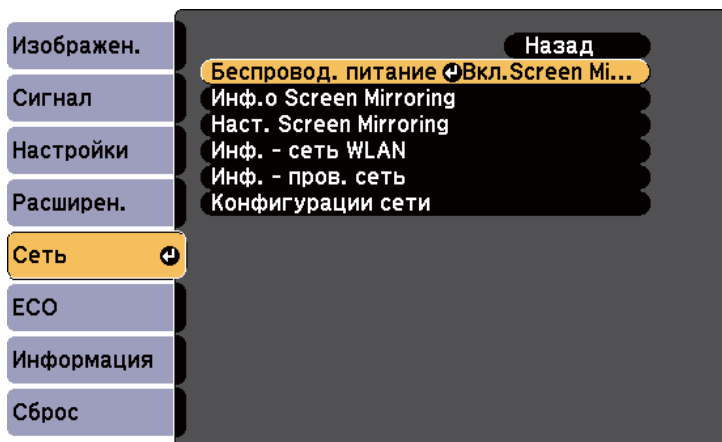 Изображен.
Сигнал
Настройки
Расширен.
Сеть
ECO
Информация
Сброс
Назад
Беспровод. питание Вкл.Screen Mi...
Инф.о Screen Mirroring
Наст. Screen Mirroring
Инф. - сеть WLAN
Инф. - пров. сеть
Конфигурации сети